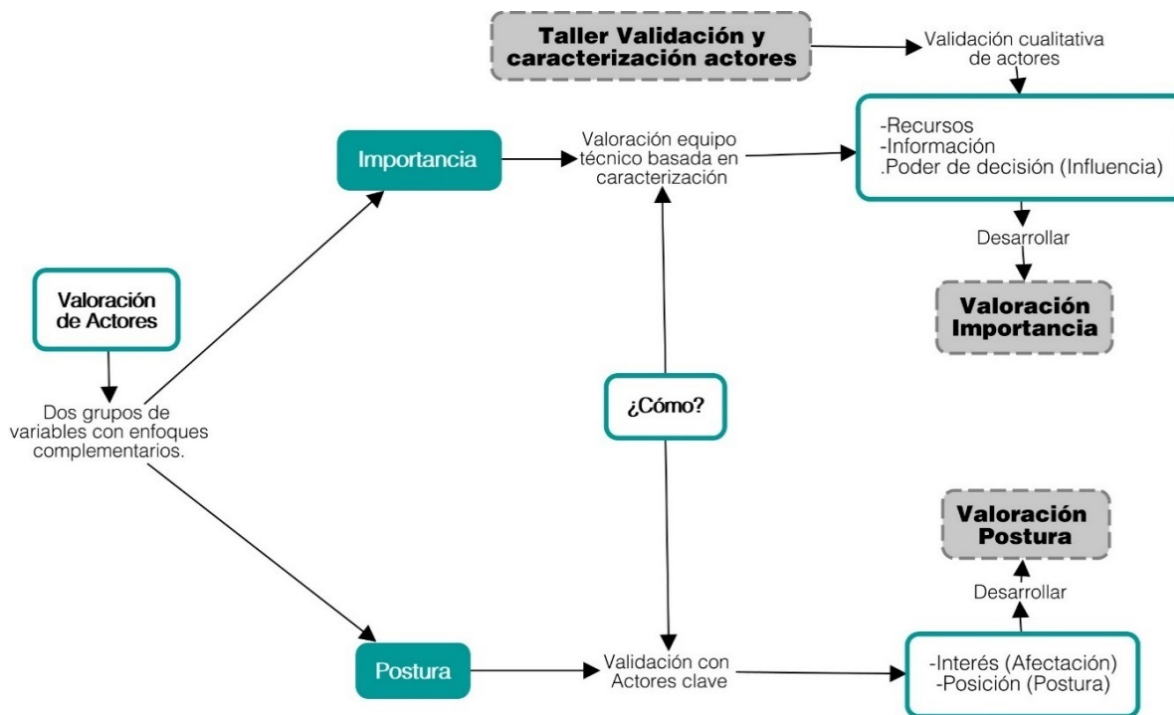 Taller Validación y
caracterización actores
Validación cualitativa
de actores
Importancia
Valoración equipo
técnico basada en
caracterización
-Recursos
-Información
.Poder de decisión (Influencia)
Desarrollar
Valoración
Importancia
Valoración
de Actores
Dos grupos de
variables con enfoques
complementarios.
¿Cómo?
Valoración
Postura
Desarrollar
Postura
Validación con
Actores clave
-Interés (Afectación)
-Posición (Postura)